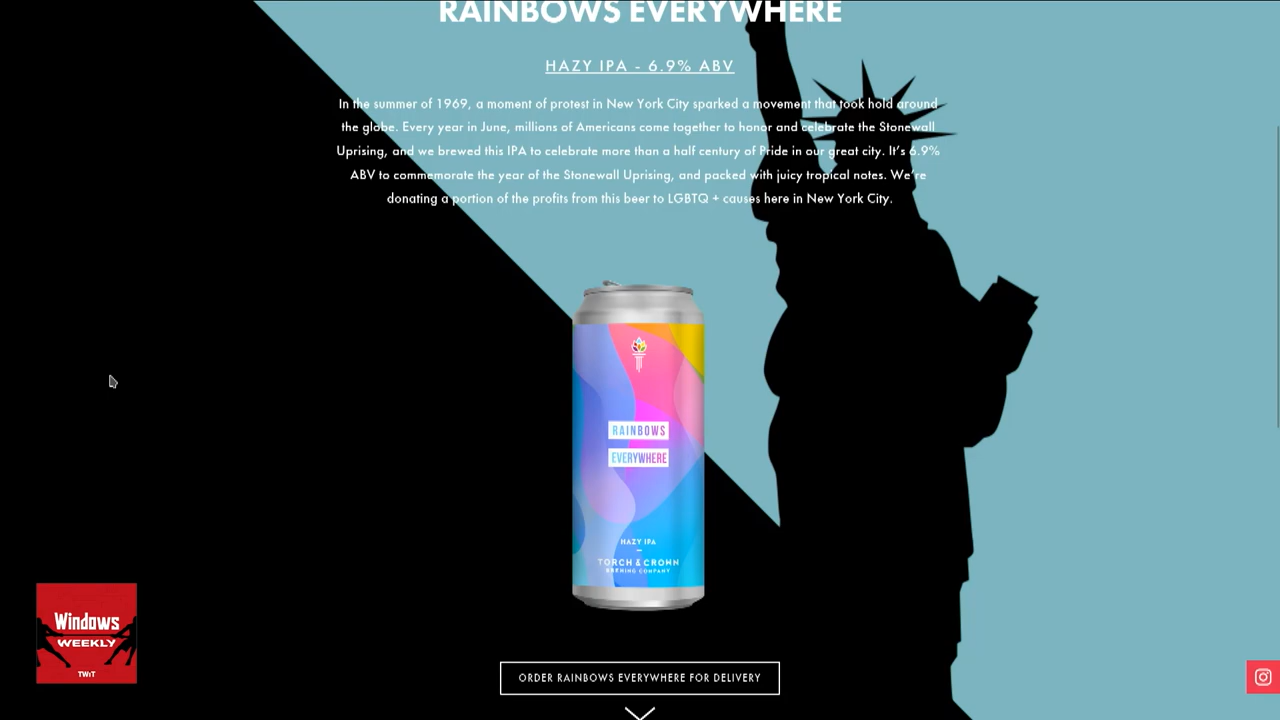 RAINBOWS EVERYWHERE
HAZY IPA - 6.9% ABV
In the summer of 1969, a moment of protest in New York City sparked a movement that took hold around
the globe. Every year in June, millions of Americans come together to honor and celebrate the Stonewall
Uprising, and we brewed this IPA to celebrate more than a half century of Pride in our great city. It's 6.9%
ABV to commemorate the year of the Stonewall Uprising, and packed with juicy tropical notes. We're
donating a portion of the profits from this beer to LGBTQ + causes here in New York City.
RAINBOWS
EVERYWHERE
HAZY IPA
TORCH & CROWN
BREWING COMPANY
Windows
WEEKLY
TWiT
ORDER RAINBOWS EVERYWHERE FOR DELIVERY